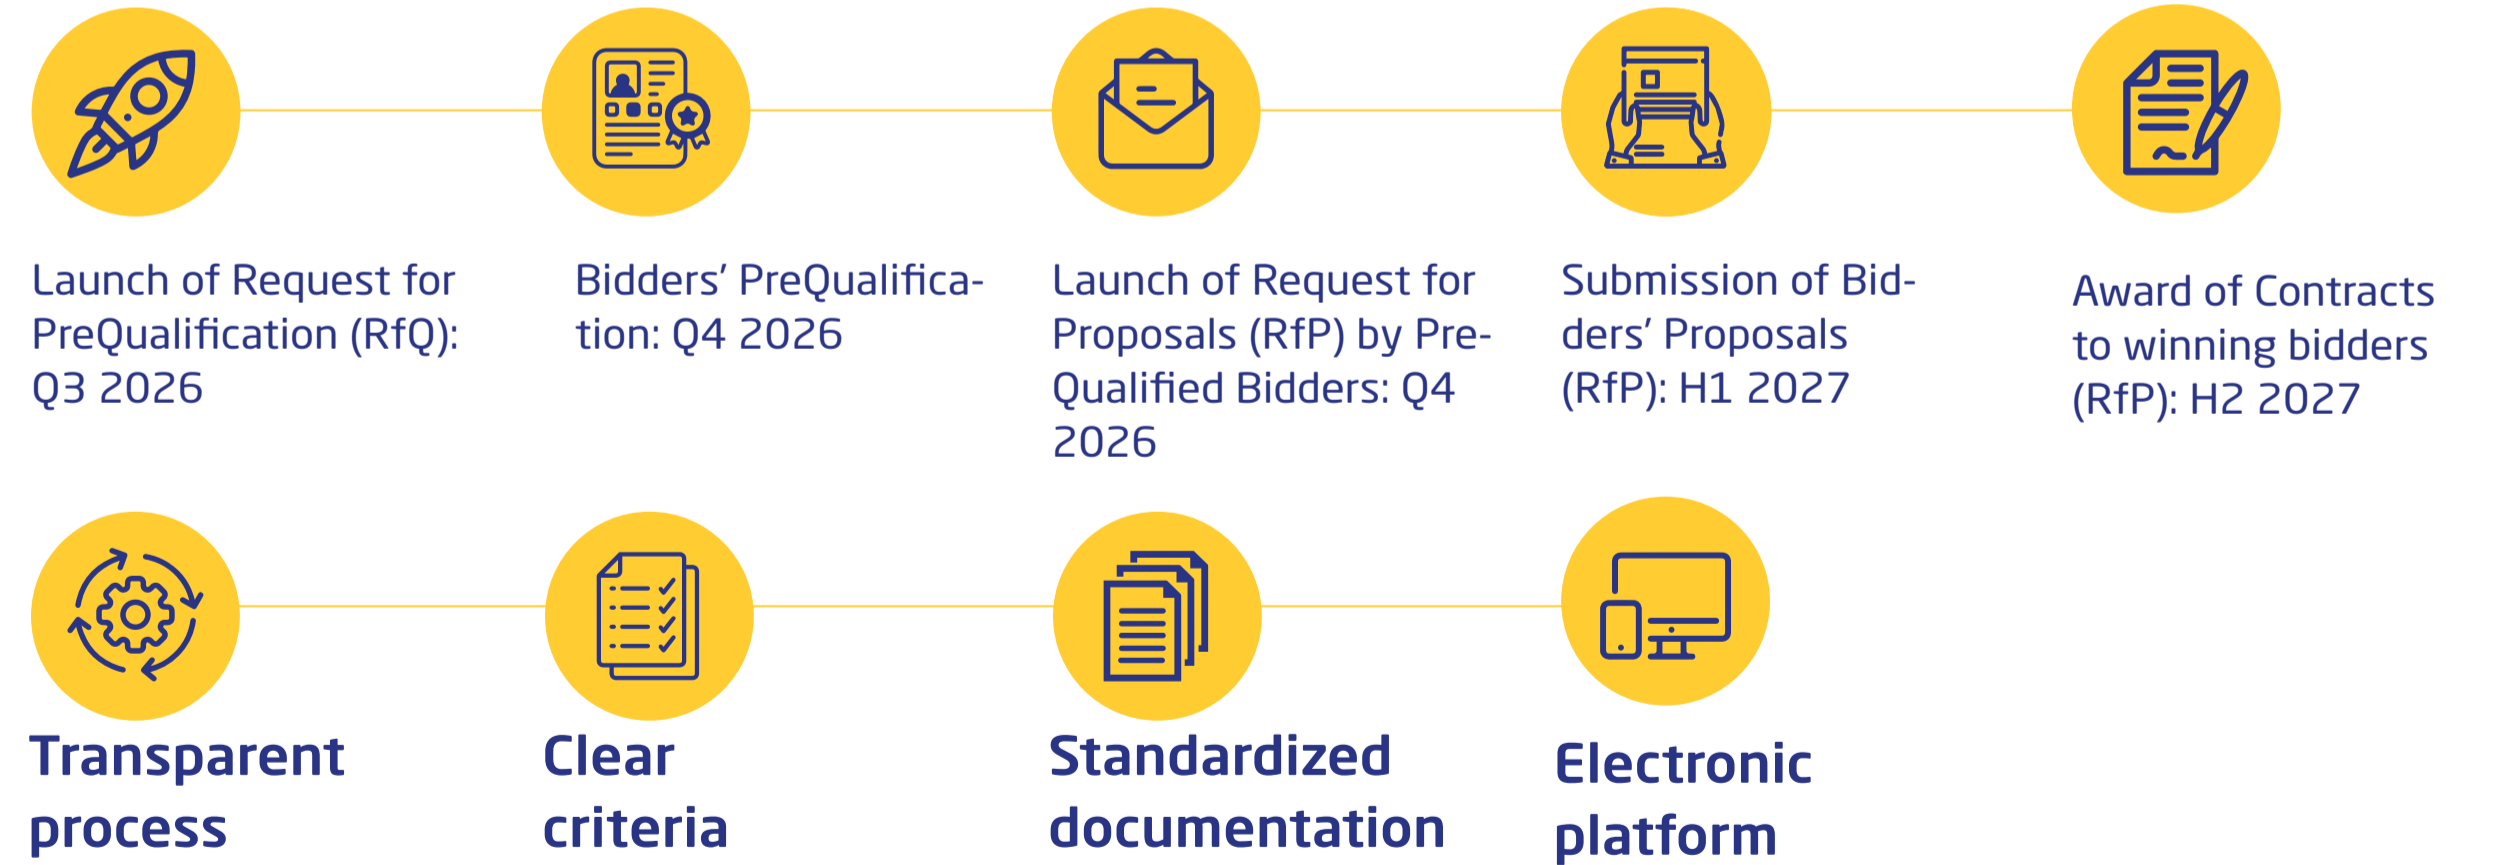 Launch of Request for
PreQualification (RfQ):
Q3 2026
Bidders’ PreQualifica-
tion: Q4 2026
Launch of Request for
Proposals (RfP) by Pre-
Qualified Bidders: Q4
2026
Submission of Bid-
ders’ Proposals
(RfP): H1 2027
Award of Contracts
to winning bidders
(RfP): H2 2027
Transparent
process
Clear
criteria
Standardized
documentation
Electronic
platform